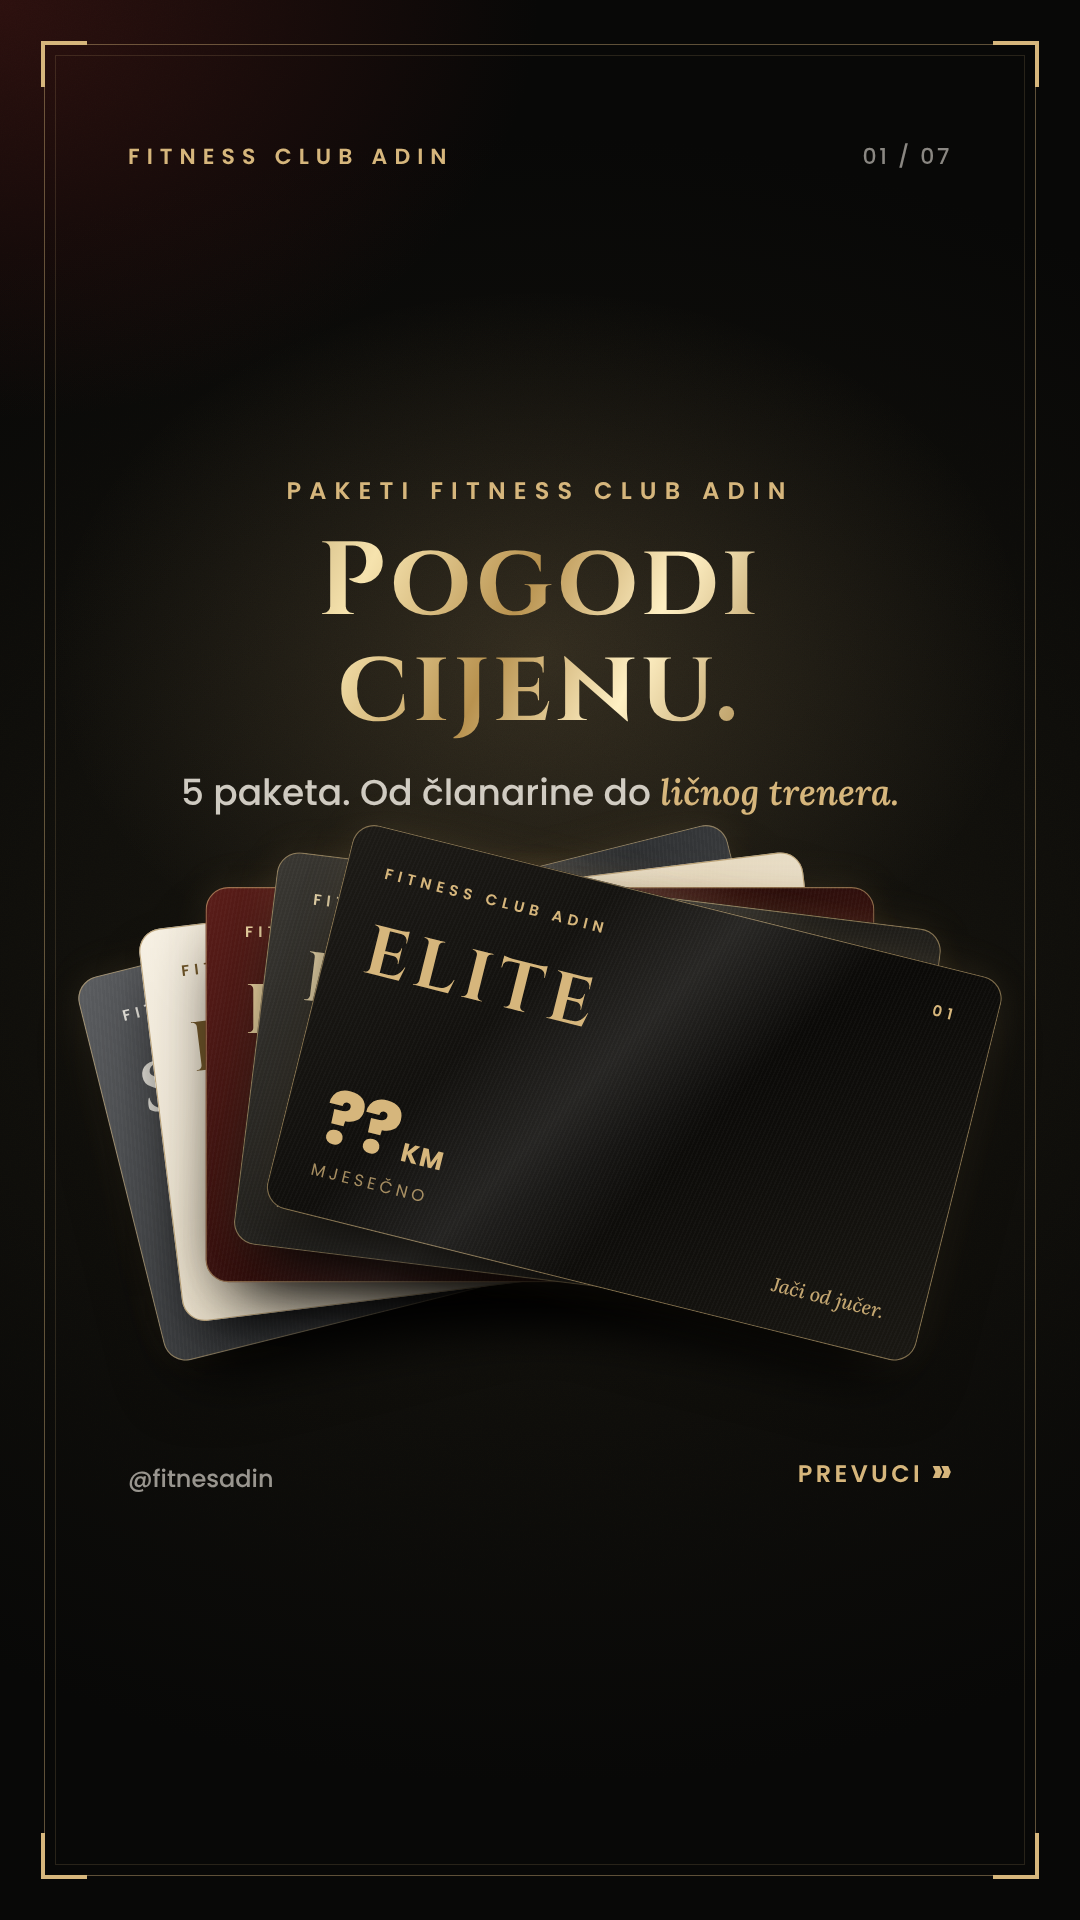 FITNESS CLUB ADIN
01 / 07
PAKETI FITNESS CLUB ADIN
POGODI
CIJENU.
5 paketa. Od članarine do ličnog trenera.
FITNESS CLUB ADIN
ELITE
01
?? KM
MJESEČNO
Jači od jučer.
@fitnesadin
PREVUCI »